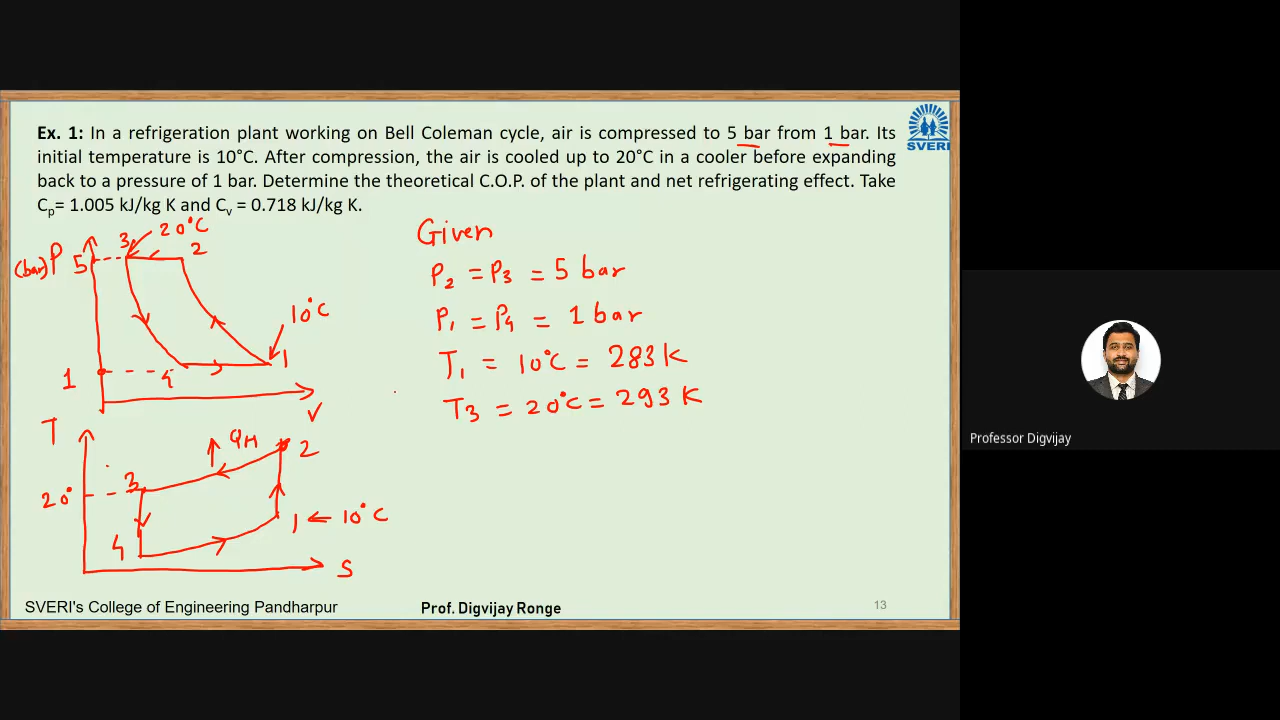 Ex. 1: In a refrigeration plant working on Bell Coleman cycle, air is compressed to 5 bar from 1 bar. Its
initial temperature is 10°C. After compression, the air is cooled up to 20°C in a cooler before expanding
back to a pressure of 1 bar. Determine the theoretical C.O.P. of the plant and net refrigerating effect. Take
Cp= 1.005 kJ/kg K and Cv = 0.718 kJ/kg K.
SVERI
P
(bar)
5
3
20°C
2
10°C
1
4
1
V
T
20°
3
qH
2
1 ← 10°C
4
S
Given
P2 = P3 = 5 bar
P1 = P4 = 1 bar
T1 = 10°C = 283 K
T3 = 20°C = 293 K
SVERI's College of Engineering Pandharpur
Prof. Digvijay Ronge
13
Professor Digvijay